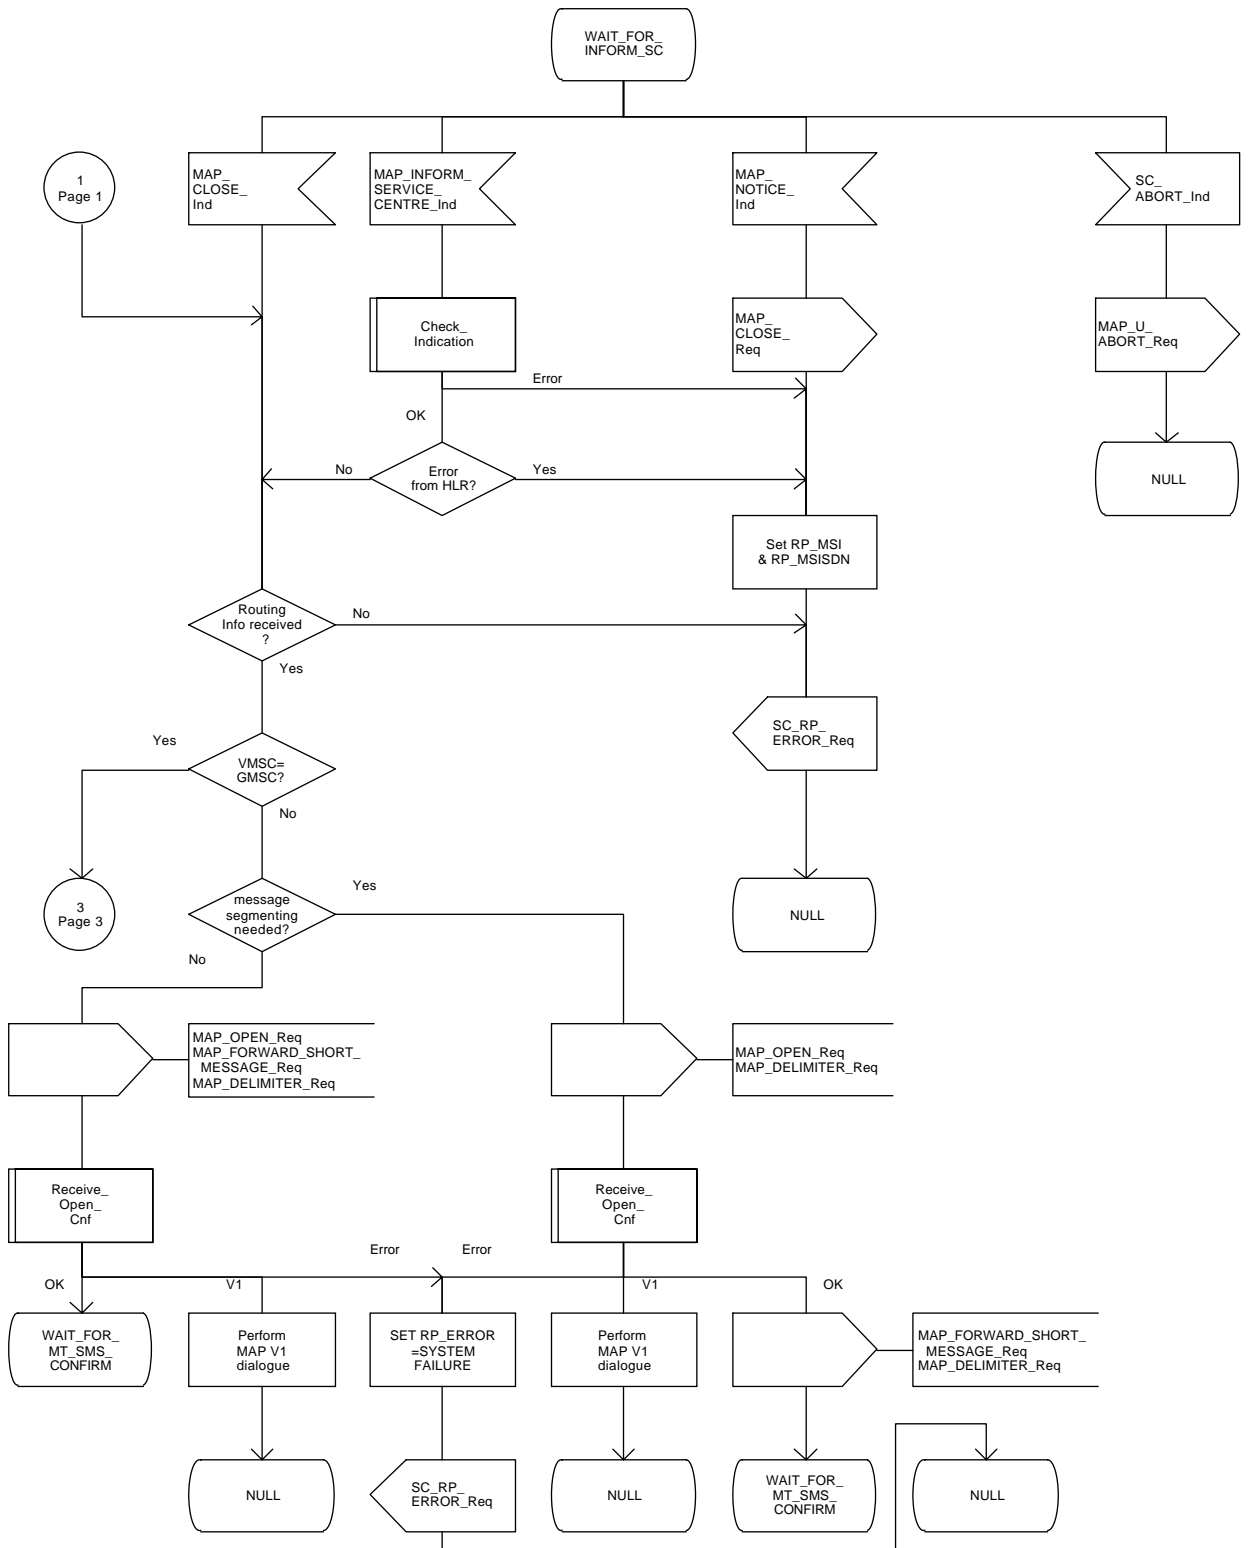 WAIT_FOR_
INFORM_SC
1
Page 1
MAP_
CLOSE_
Ind
MAP_INFORM_
SERVICE_
CENTRE_Ind
MAP_
NOTICE_
Ind
SC_
ABORT_Ind
Check_
Indication
MAP_
CLOSE_
Req
MAP_U_
ABORT_Req
Error
OK
No
Error
from HLR?
Yes
NULL
Set RP_MSI
& RP_MSISDN
Routing
Info received
?
No
Yes
SC_RP_
ERROR_Req
Yes
VMSC=
GMSC?
No
3
Page 3
message
segmenting
needed?
Yes
NULL
No
MAP_OPEN_Req
MAP_FORWARD_SHORT_
MESSAGE_Req
MAP_DELIMITER_Req
MAP_OPEN_Req
MAP_DELIMITER_Req
Receive_
Open_
Cnf
Receive_
Open_
Cnf
Error
Error
OK
V1
V1
OK
WAIT_FOR_
MT_SMS_
CONFIRM
Perform
MAP V1
dialogue
SET RP_ERROR
=SYSTEM
FAILURE
Perform
MAP V1
dialogue
MAP_FORWARD_SHORT_
MESSAGE_Req
MAP_DELIMITER_Req
NULL
SC_RP_
ERROR_Req
NULL
WAIT_FOR_
MT_SMS_
CONFIRM
NULL